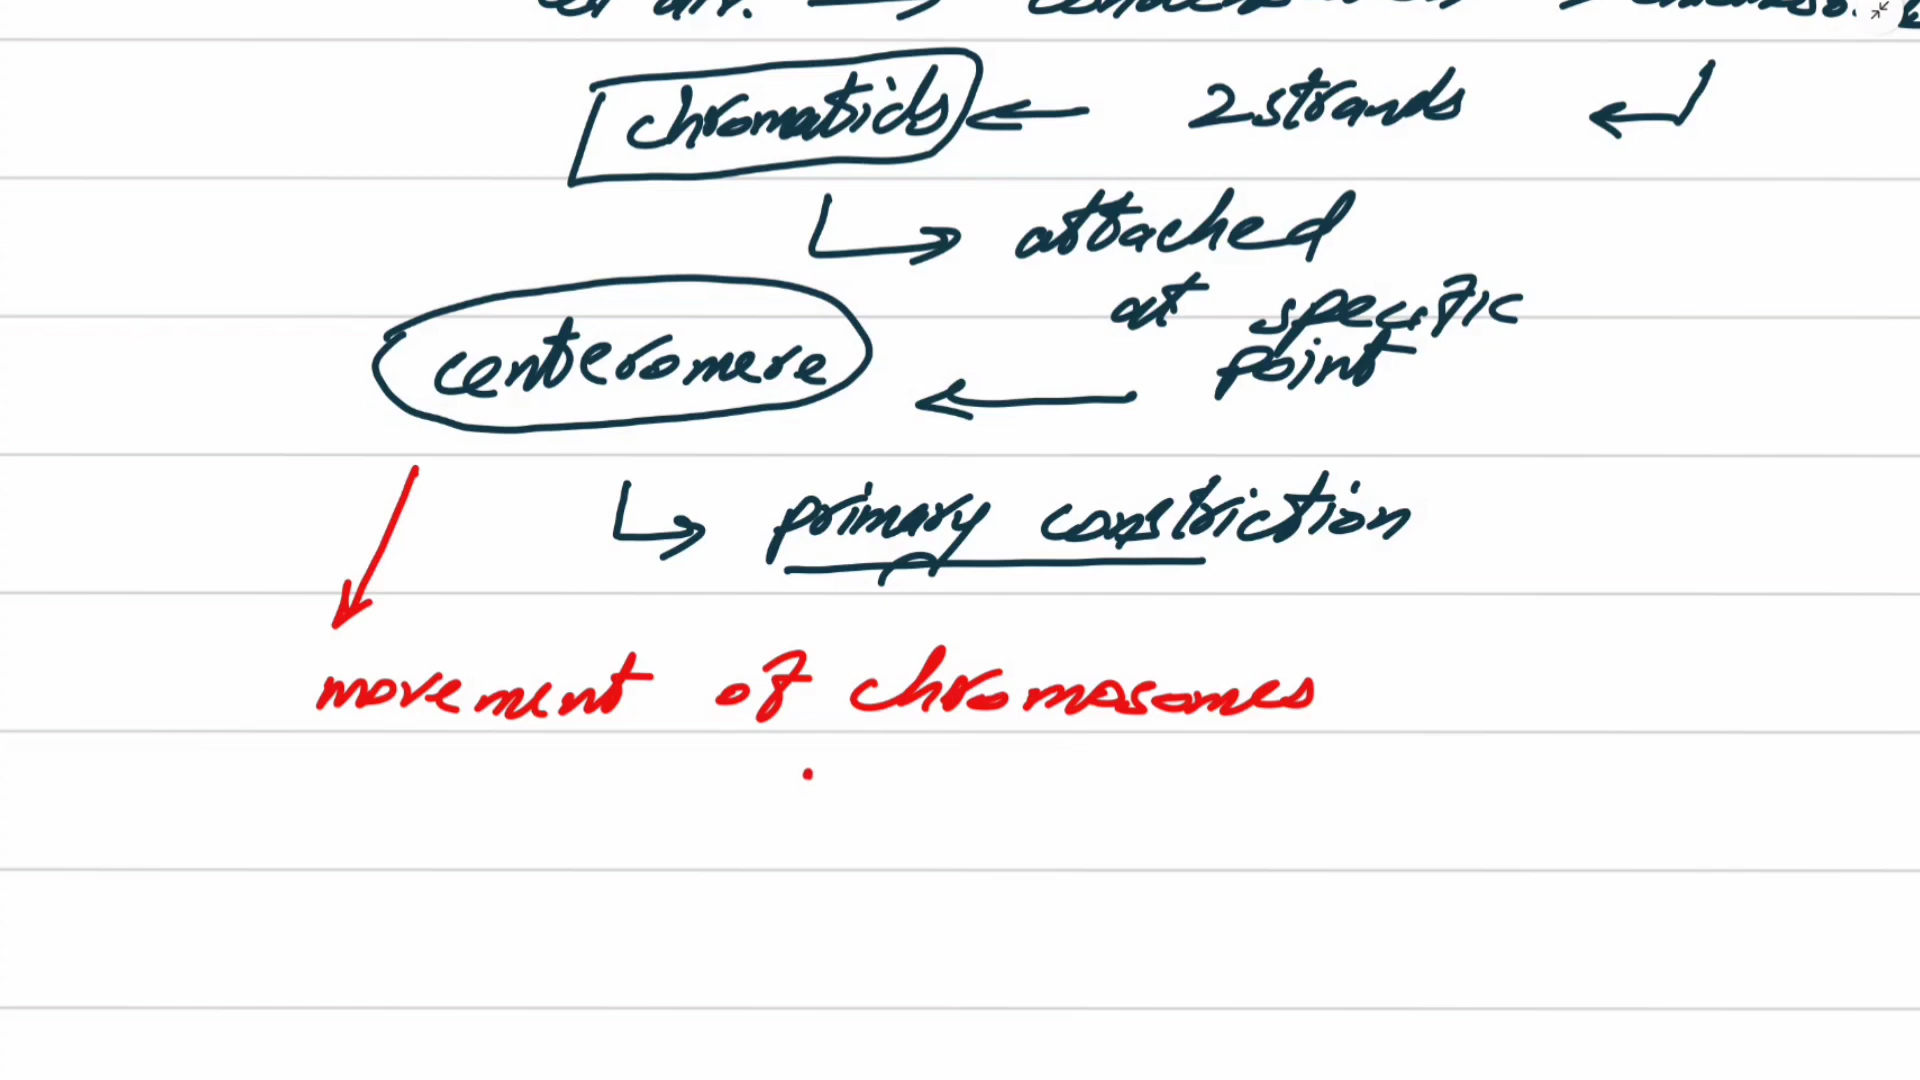 chromatids ← 2 strands
attached
at specific
centeromere ← point
primary constriction
movement of chromosomes